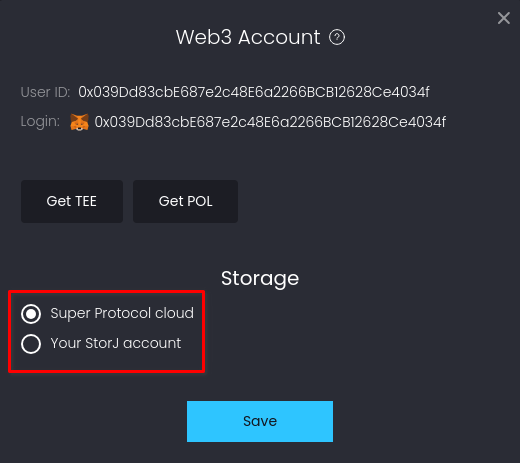 Web3 Account ?
User ID: 0x039Dd83cbE687e2c48E6a2266BCB12628Ce4034f
Login: 0x039Dd83cbE687e2c48E6a2266BCB12628Ce4034f
Get TEE
Get POL
Storage
Super Protocol cloud
Your StorJ account
Save